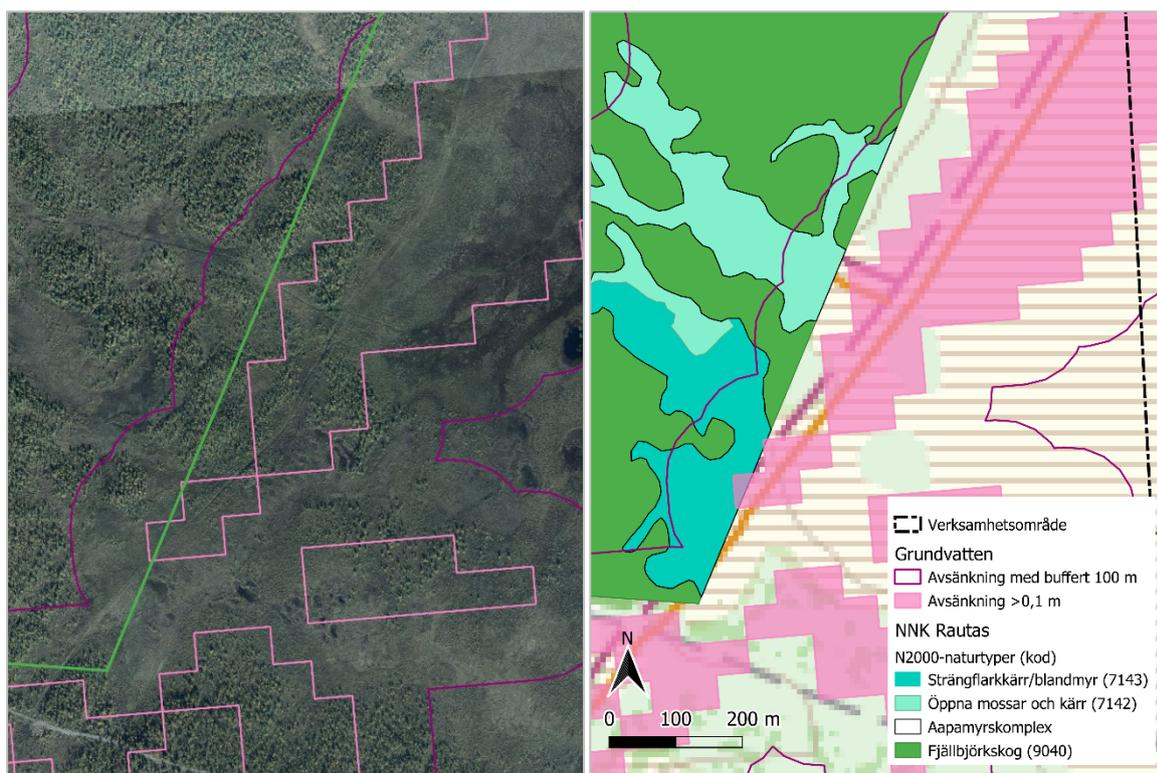 Verksamhetsområde
Grundvatten
Avsänkning med buffert 100 m
Avsänkning >0,1 m
NNK Rautas
N2000-naturtyper (kod)
Strängflarkkärr/blandmyr (7143)
Öppna mossar och kärr (7142)
Aapamyrskomplex
Fjällbjörkskog (9040)
N
0 100 200 m